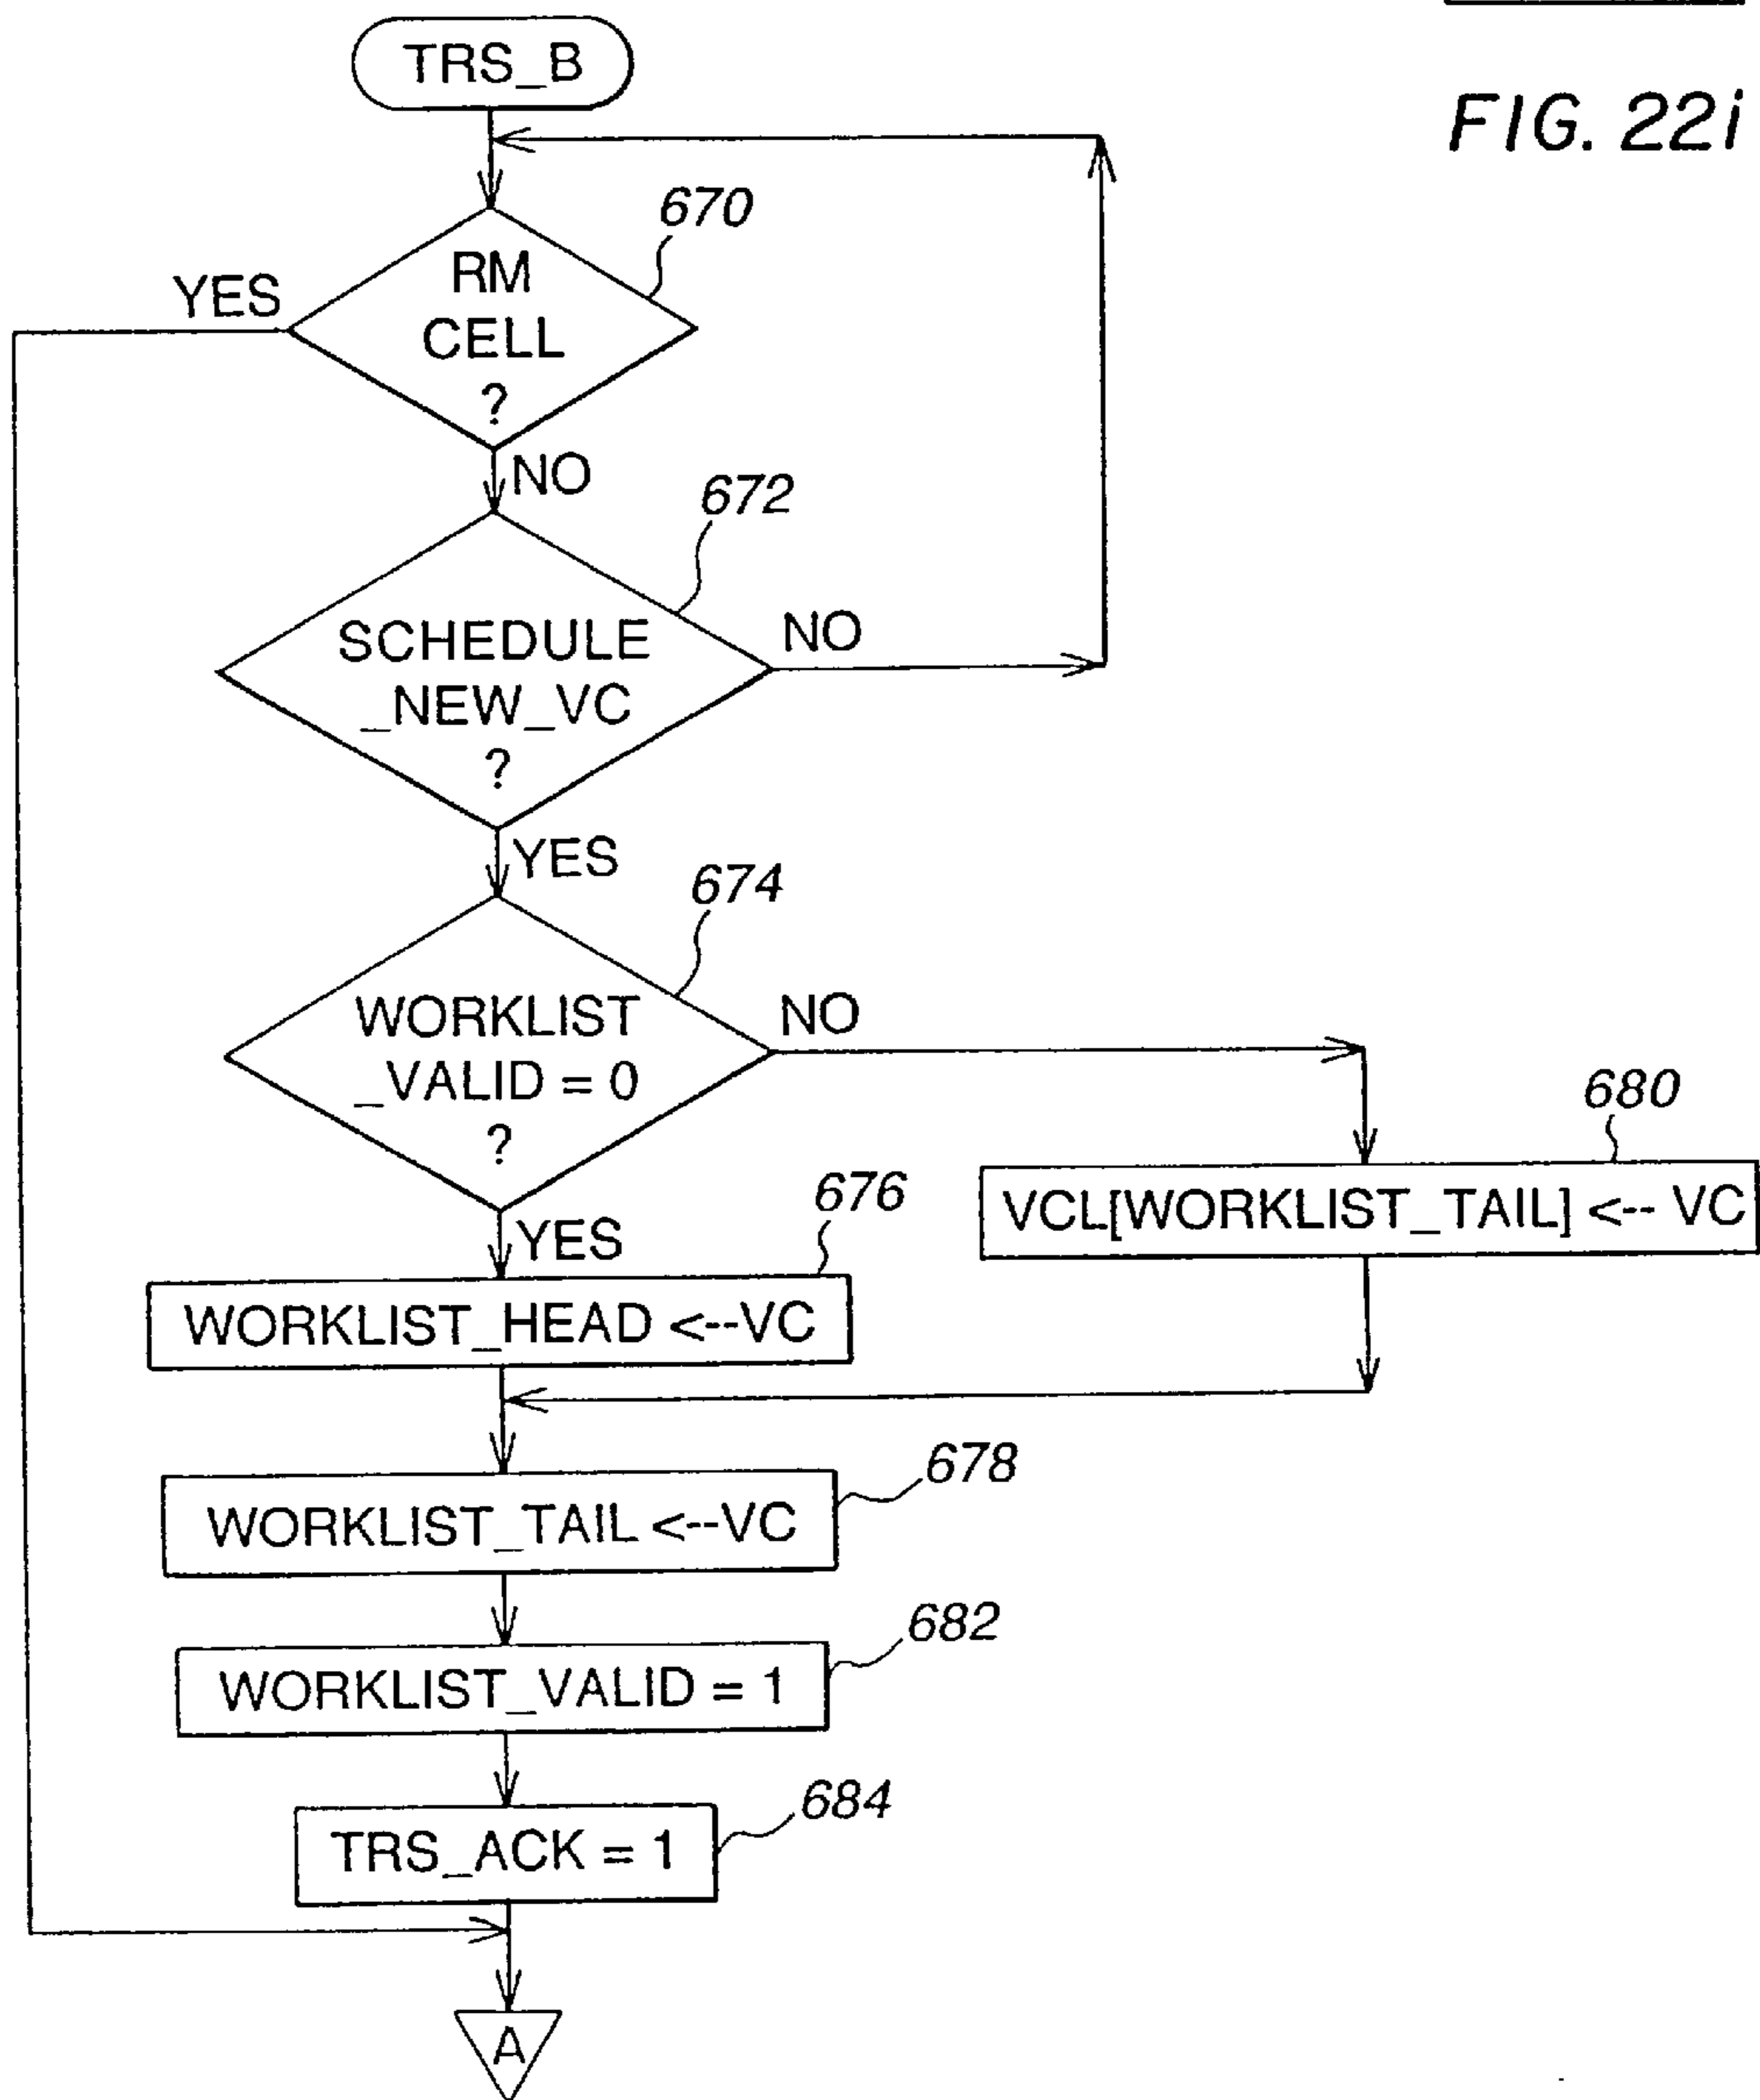 TRS_B
FIG. 22i
670
RM
CELL
?
YES
NO
672
SCHEDULE
_NEW_VC
?
NO
YES
674
WORKLIST
_VALID = 0
?
NO
YES
680
VCL[WORKLIST_TAIL] <-- VC
676
WORKLIST_HEAD <--VC
678
WORKLIST_TAIL <--VC
682
WORKLIST_VALID = 1
684
TRS_ACK = 1
A